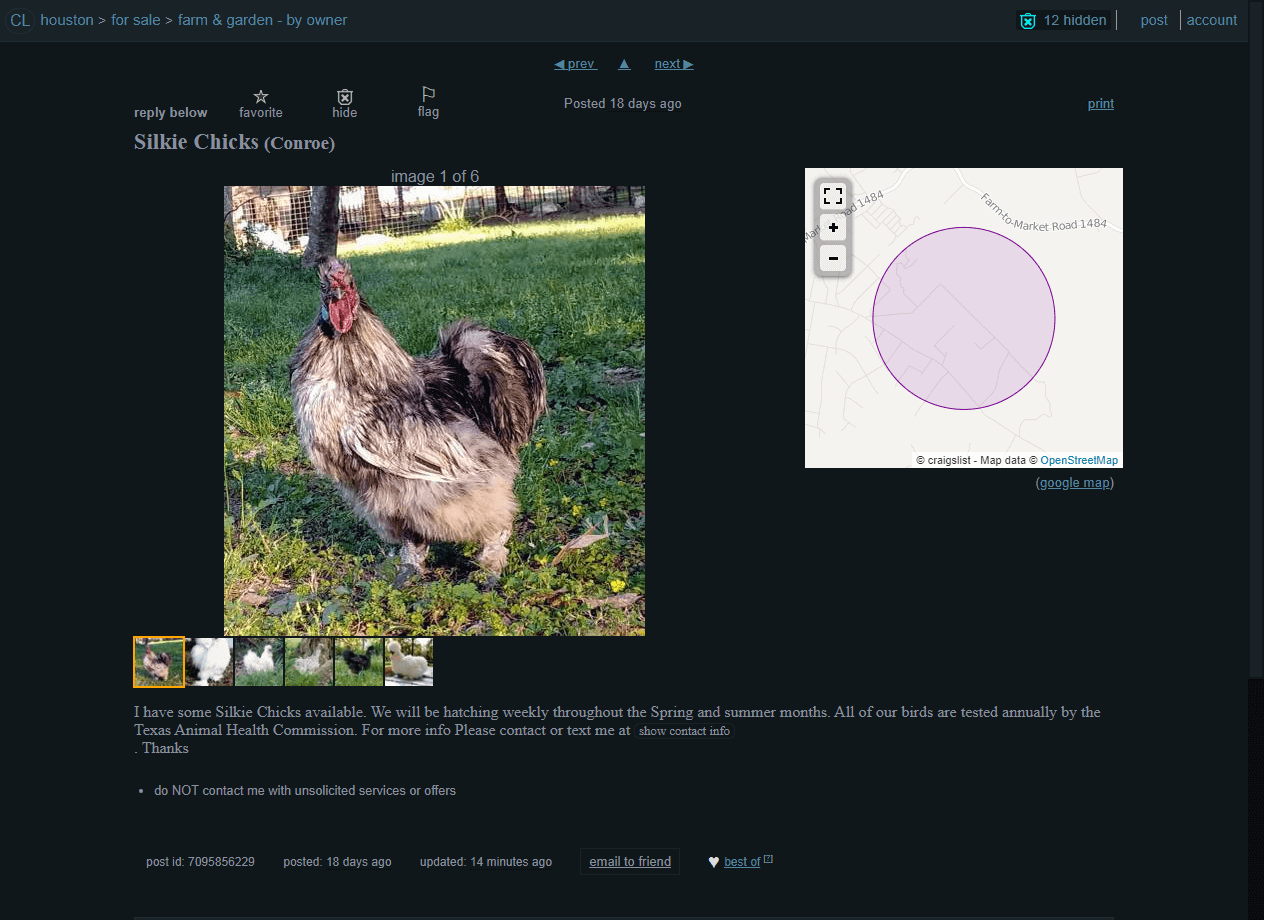 CL houston > for sale > farm & garden - by owner 12 hidden post account
◀ prev ▲ next ▶
reply below favorite hide flag Posted 18 days ago print
Silkie Chicks (Conroe)
image 1 of 6
Road 1484
Farm-to-Market Road 1484
+
−
© craigslist - Map data © OpenStreetMap
(google map)
I have some Silkie Chicks available. We will be hatching weekly throughout the Spring and summer months. All of our birds are tested annually by the
Texas Animal Health Commission. For more info Please contact or text me at show contact info
. Thanks
• do NOT contact me with unsolicited services or offers
post id: 7095856229 posted: 18 days ago updated: 14 minutes ago email to friend ♥ best of [?]